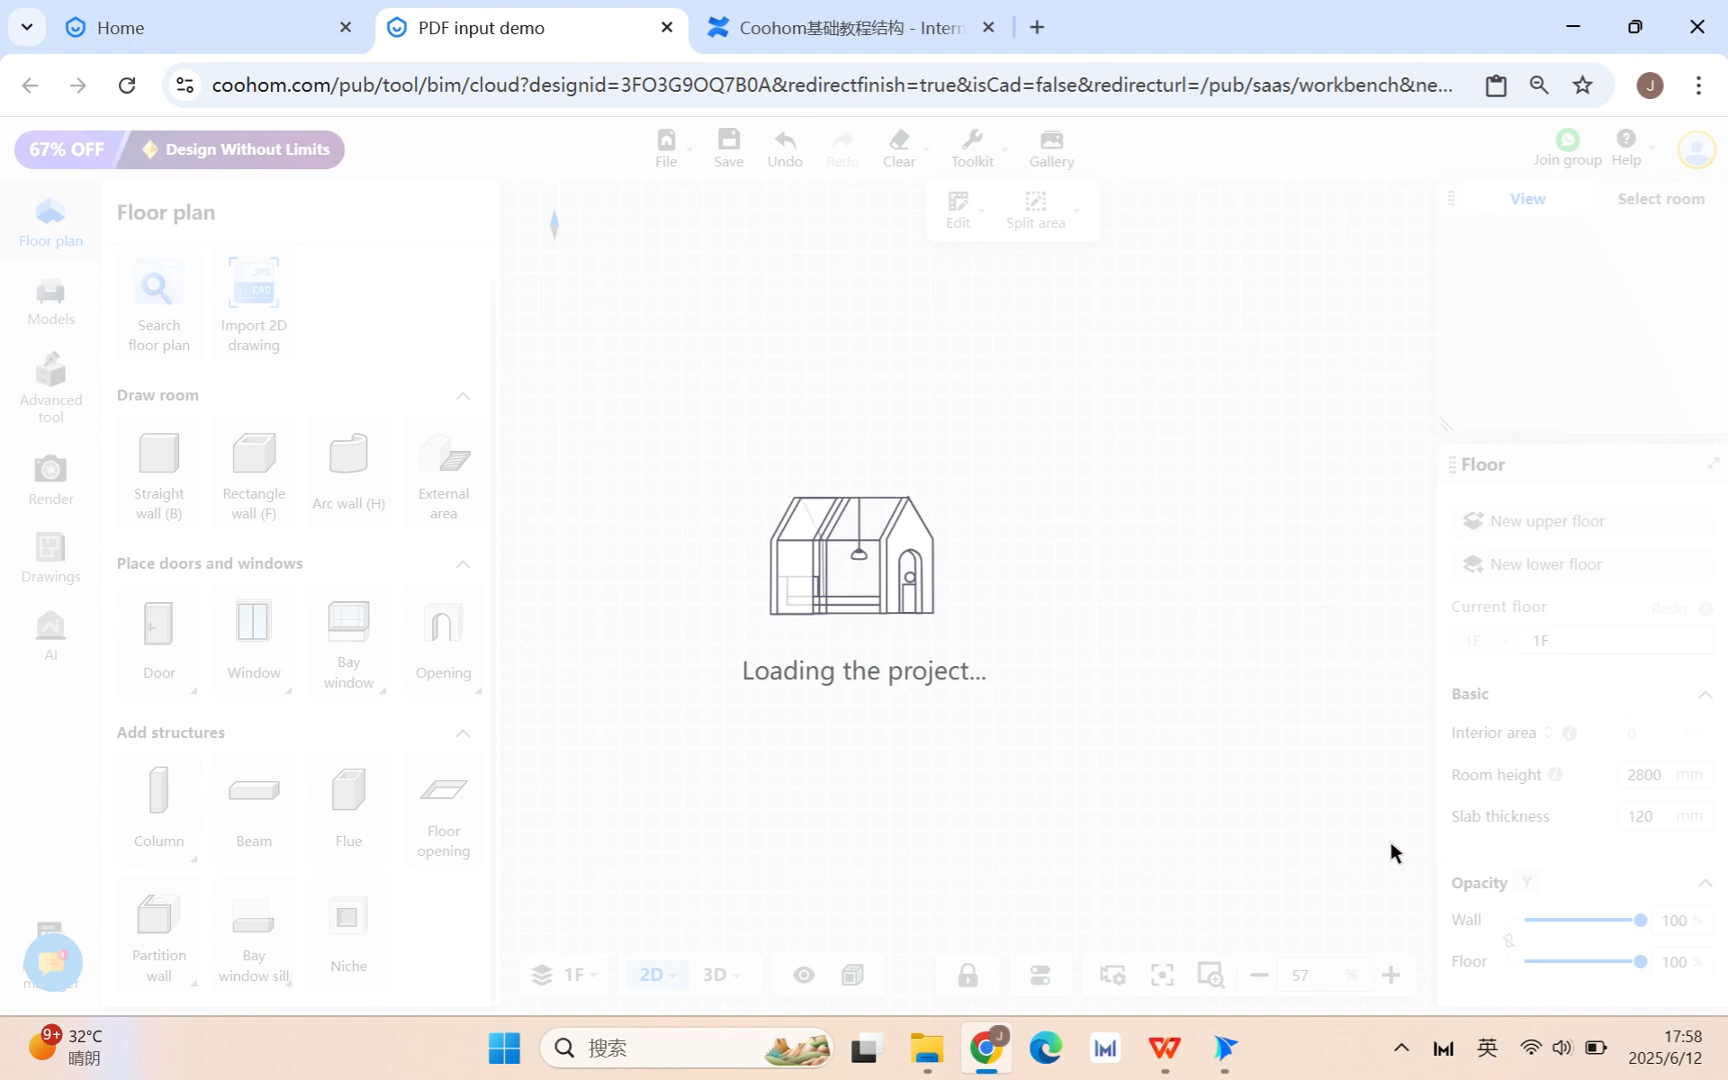 Home
PDF input demo
Coohom基础教程结构 - Intern
coohom.com/pub/tool/bim/cloud?designid=3FO3G9OQ7B0A&redirectfinish=true&isCad=false&redirecturl=/pub/saas/workbench&ne...
J
67% OFF
Design Without Limits
File
Save
Undo
Redo
Clear
Toolkit
Gallery
Join group
Help
Floor plan
Models
Advanced
tool
Render
Drawings
AI
Floor plan
JPG
CAD
Search
floor plan
Import 2D
drawing
Draw room
Straight
wall (B)
Rectangle
wall (F)
Arc wall (H)
External
area
Place doors and windows
Door
Window
Bay
window
Opening
Add structures
Column
Beam
Flue
Floor
opening
Partition
wall
Bay
window sill
Niche
Edit
Split area
Loading the project...
1F
2D
3D
57 %
View
Select room
Floor
New upper floor
New lower floor
Current floor
Redo
1F
1F
Basic
Interior area
0
Room height
2800 mm
Slab thickness
120 mm
Opacity Y
Wall
100 %
Floor
100 %
9+
32°C
晴朗
搜索
J
英
17:58
2025/6/12